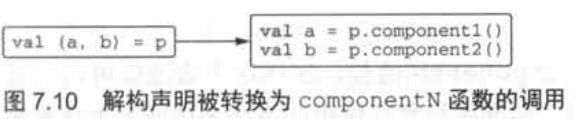 val (a, b) = p
val a = p.component1()
val b = p.component2()
图 7.10 解构声明被转换为 componentN 函数的调用